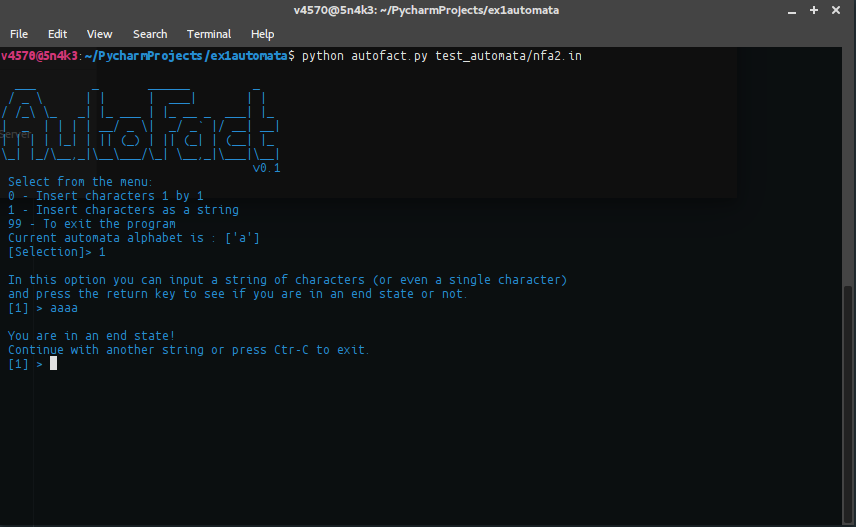 v4570@5n4k3: ~/PycharmProjects/ex1automata
File Edit View Search Terminal Help
v4570@5n4k3:~/PycharmProjects/ex1automata$ python autofact.py test_automata/nfa2.in
AutoFact
v0.1
Select from the menu:
0 - Insert characters 1 by 1
1 - Insert characters as a string
99 - To exit the program
Current automata alphabet is : ['a']
[Selection]> 1
In this option you can input a string of characters (or even a single character)
and press the return key to see if you are in an end state or not.
[1] > aaaa
You are in an end state!
Continue with another string or press Ctr-C to exit.
[1] >